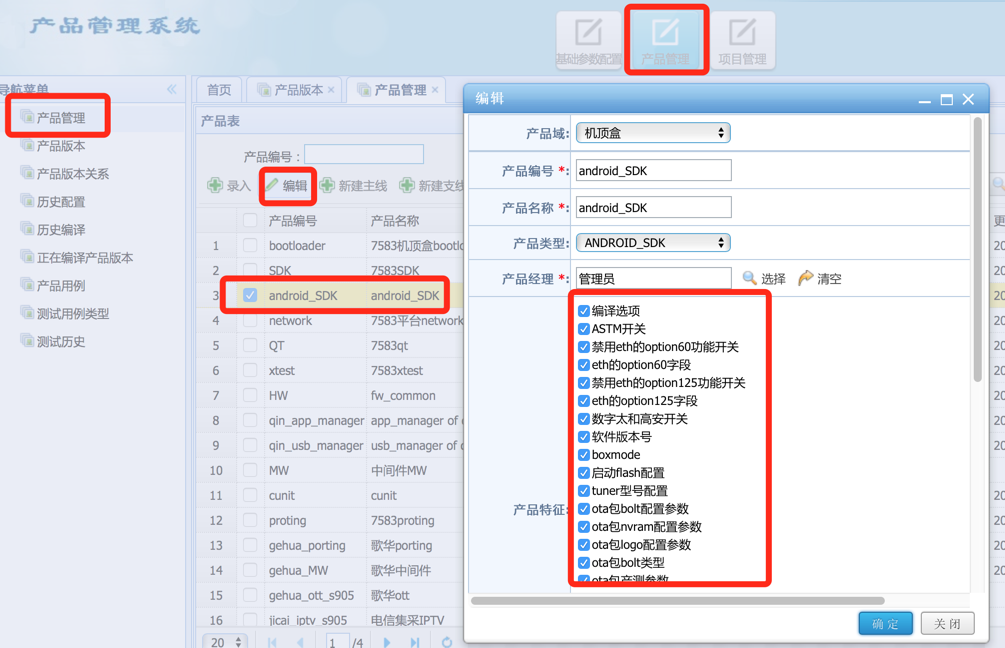 产品管理系统
基础参数配置 产品管理 项目管理
导航菜单
产品管理
产品版本
产品版本关系
历史配置
历史编译
正在编译产品版本
产品用例
测试用例类型
测试历史
首页 产品版本 产品管理
产品表
产品编号：
录入 编辑 新建主线 新建支线
产品编号 产品名称 更
1 bootloader 7583机顶盒bootlo
2 SDK 7583SDK
3 android_SDK android_SDK
4 network 7583平台network
5 QT 7583qt
6 xtest 7583xtest
7 HW fw_common
8 qin_app_manager app_manager of
9 qin_usb_manager usb_manager of
10 MW 中间件MW
11 cunit cunit
12 proting 7583proting
13 gehua_porting 歌华porting
14 gehua_MW 歌华中间件
15 gehua_ott_s905 歌华ott
16 jicai_iptv_s905 电信集采IPTV
20 1 /4
编辑
产品域: 机顶盒
产品编号 *: android_SDK
产品名称 *: android_SDK
产品类型: ANDROID_SDK
产品经理 *: 管理员 选择 清空
产品特征:
编译选项
ASTM开关
禁用eth的option60功能开关
eth的option60字段
禁用eth的option125功能开关
eth的option125字段
数字太和高安开关
软件版本号
boxmode
启动flash配置
tuner型号配置
ota包bolt配置参数
ota包nvram配置参数
ota包logo配置参数
ota包bolt类型
ota包产测参数
确定 关闭